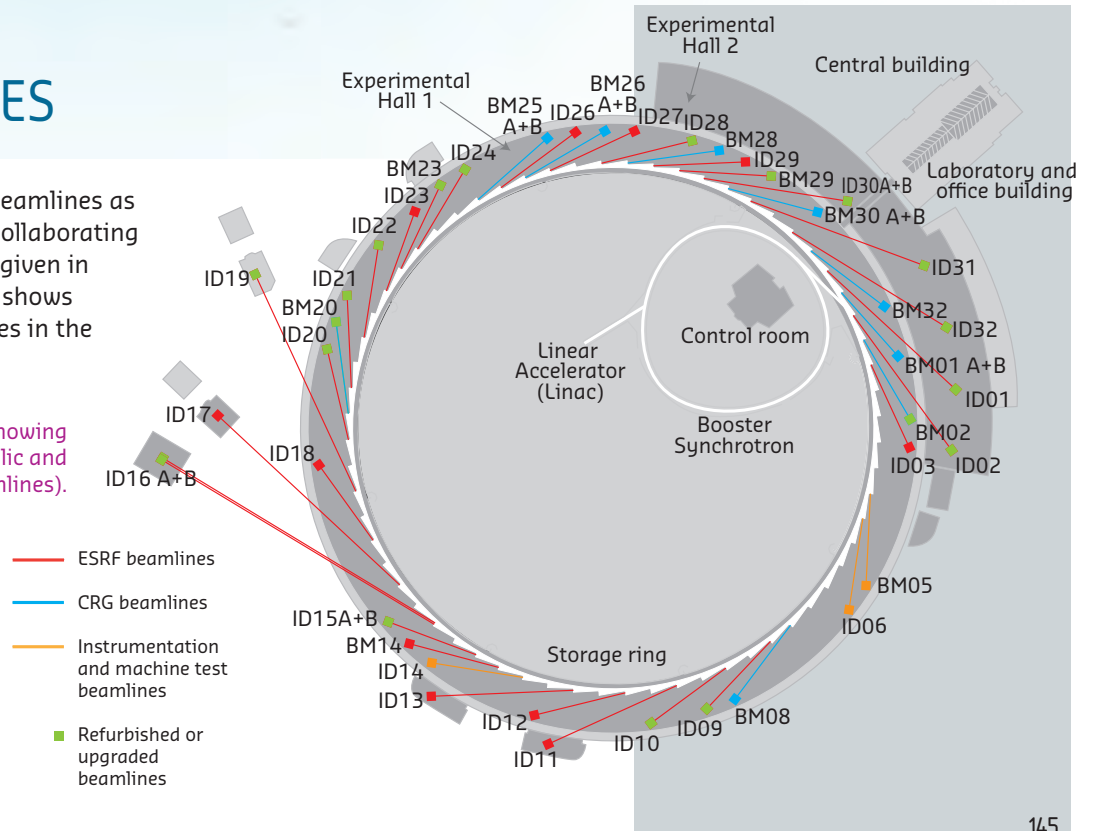 ES
eamlines as
ollaborating
given in
shows
es in the
nowing
lic and
nlines).
ESRF beamlines
CRG beamlines
Instrumentation
and machine test
beamlines
Refurbished or
upgraded
beamlines
Experimental
Hall 1
Experimental
Hall 2
Central building
Laboratory and
office building
BM25
A+B
ID26
BM26
A+B
ID27
ID28
BM28
ID29
BM29
ID30A+B
BM30 A+B
ID31
BM32
ID32
BM01 A+B
ID01
BM02
ID03
ID02
BM05
ID06
BM08
ID09
ID10
ID11
ID12
ID13
ID14
BM14
ID15A+B
ID16 A+B
ID17
ID18
ID19
ID20
BM20
ID21
ID22
ID23
BM23
ID24
Linear
Accelerator
(Linac)
Control room
Booster
Synchrotron
Storage ring
145